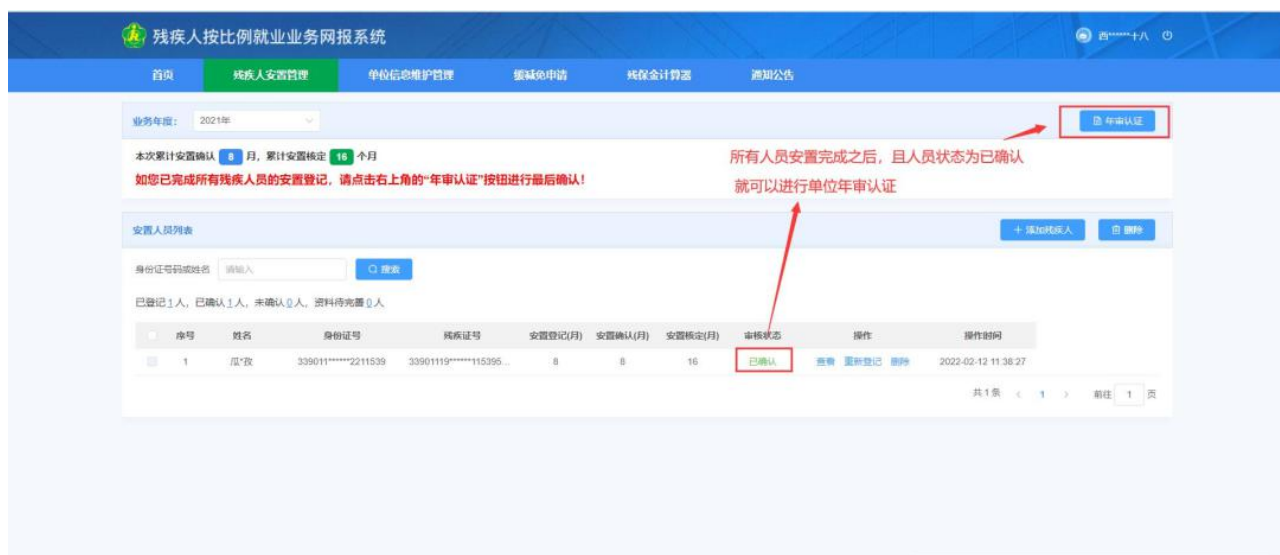 残疾人按比例就业业务网报系统
西******十八
首页 残疾人安置管理 单位信息维护管理 缓减免申请 残保金计算器 通知公告
业务年度： 2021年 年审认证
本次累计安置确认 8 月，累计安置核定 16 个月
如您已完成所有残疾人员的安置登记，请点击右上角的“年审认证”按钮进行最后确认！
所有人员安置完成之后，且人员状态为已确认
就可以进行单位年审认证
安置人员列表 + 添加残疾人 删除
身份证号码或姓名 请输入 搜索
已登记1人，已确认1人，未确认0人，资料待完善0人
序号 姓名 身份证号 残疾证号 安置登记(月) 安置确认(月) 安置核定(月) 审核状态 操作 操作时间
1 瓜*孜 339011******2211539 33901119******115395... 8 8 16 已确认 查看 重新登记 删除 2022-02-12 11:38:27
共1条 < 1 > 前往 1 页